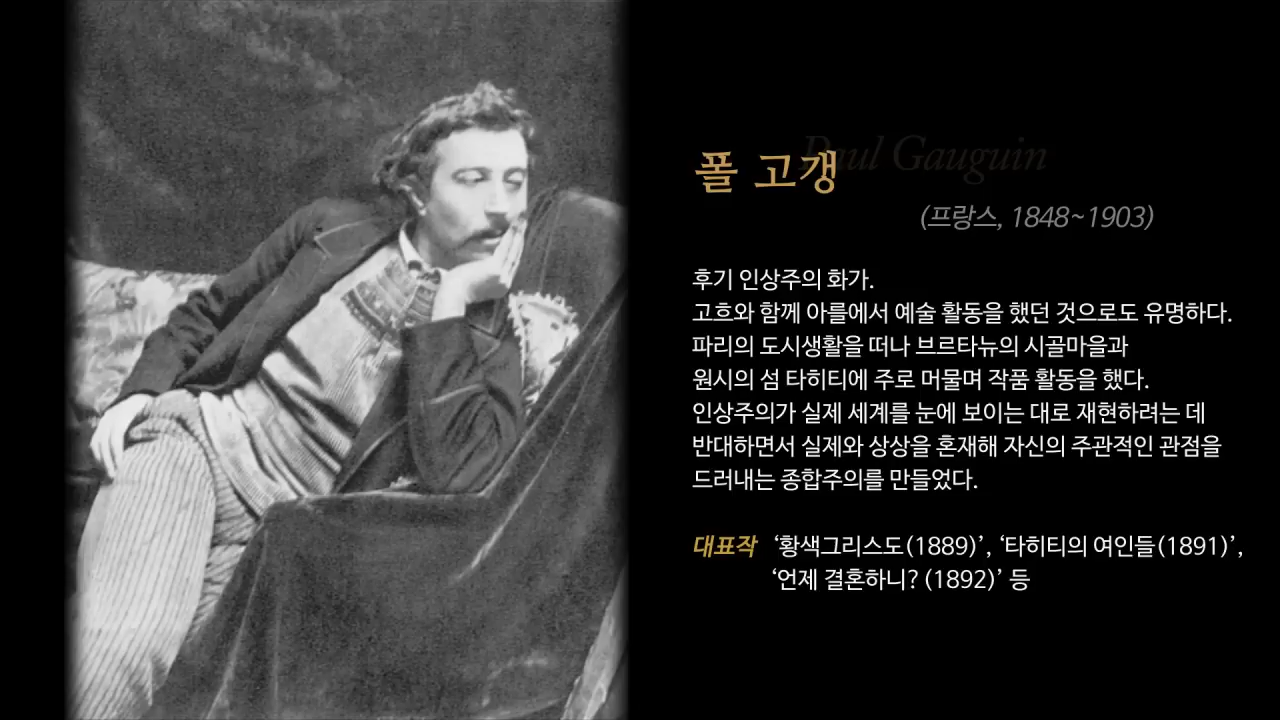 Paul Gauguin
폴 고갱
(프랑스, 1848~1903)
후기 인상주의 화가.
고흐와 함께 아를에서 예술 활동을 했던 것으로도 유명하다.
파리의 도시생활을 떠나 브르타뉴의 시골마을과
원시의 섬 타히티에 주로 머물며 작품 활동을 했다.
인상주의가 실제 세계를 눈에 보이는 대로 재현하려는 데
반대하면서 실제와 상상을 혼재해 자신의 주관적인 관점을
드러내는 종합주의를 만들었다.
대표작 ‘황색그리스도(1889)’, ‘타히티의 여인들(1891)’,
‘언제 결혼하니? (1892)’ 등